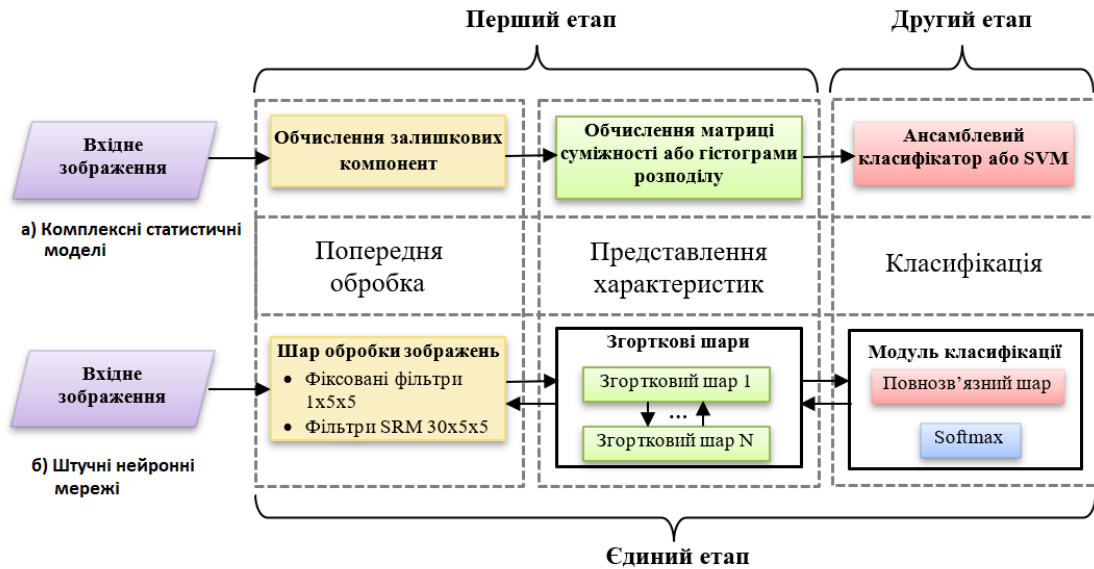 Перший етап
Другий етап
Вхідне
зображення
Обчислення залишкових
компонент
Обчислення матриці
суміжності або гістограми
розподілу
Ансамблевий
класифікатор або SVM
а) Комплексні статистичні
моделі
Попередня
обробка
Представлення
характеристик
Класифікація
Вхідне
зображення
Шар обробки зображень
• Фіксовані фільтри
1x5x5
• Фільтри SRM 30x5x5
Згорткові шари
Згортковий шар 1
...
Згортковий шар N
Модуль класифікації
Повнозв’язний шар
Softmax
б) Штучні нейронні
мережі
Єдиний етап